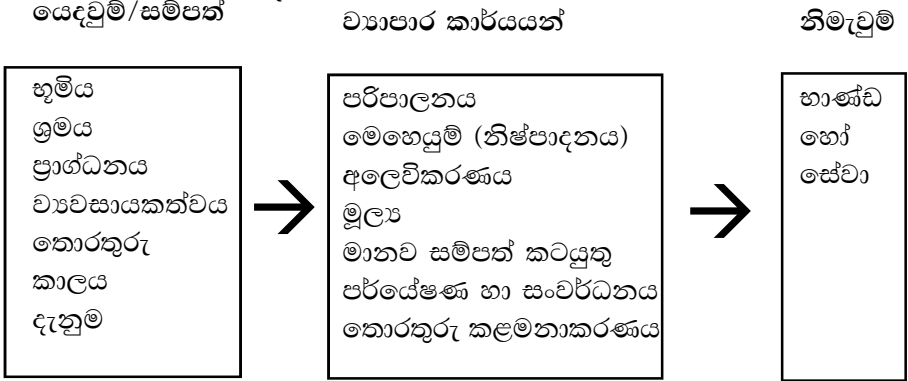 යෙදවුම්/සම්පත්
ව්‍යාපාර කාර්යයන්
නිමැවුම්
භූමිය
ශ්‍රමය
ප්‍රාග්ධනය
ව්‍යවසායකත්වය
තොරතුරු
කාලය
දැනුම
පරිපාලනය
මෙහෙයුම් (නිෂ්පාදනය)
අලෙවිකරණය
මූල්‍ය
මානව සම්පත් කටයුතු
පර්යේෂණ හා සංවර්ධනය
තොරතුරු කළමනාකරණය
භාණ්ඩ
හෝ
සේවා